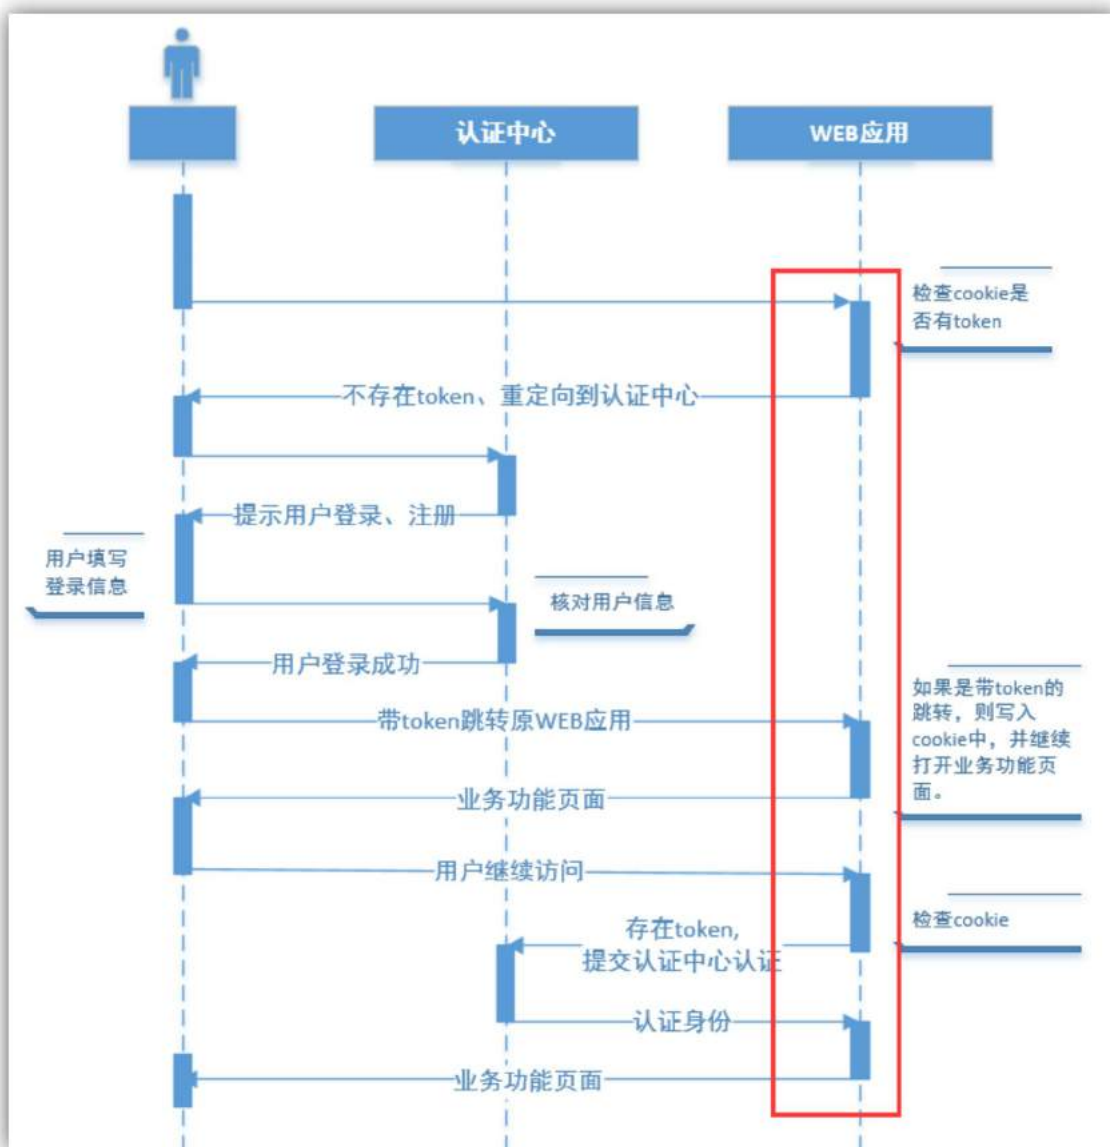 认证中心
WEB应用
检查cookie是
否有token
不存在token、重定向到认证中心
提示用户登录、注册
用户填写
登录信息
核对用户信息
用户登录成功
如果是带token的
跳转，则写入
cookie中，并继续
打开业务功能页
面。
带token跳转原WEB应用
业务功能页面
用户继续访问
检查cookie
存在token,
提交认证中心认证
认证身份
业务功能页面